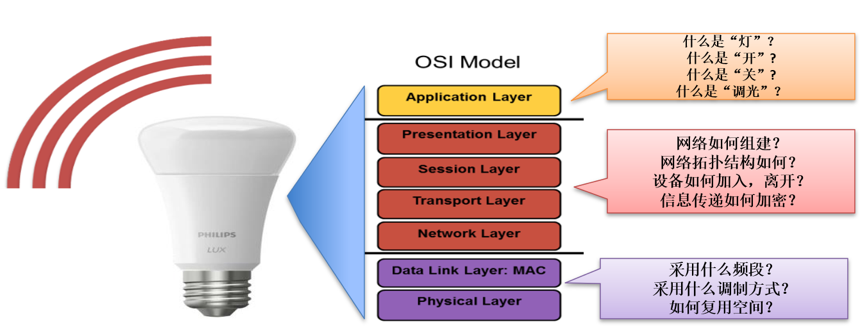 OSI Model
Application Layer
Presentation Layer
Session Layer
Transport Layer
Network Layer
Data Link Layer: MAC
Physical Layer
PHILIPS
LUX
什么是“灯”？
什么是“开”？
什么是“关”？
什么是“调光”？
网络如何组建？
网络拓扑结构如何？
设备如何加入，离开？
信息传递如何加密？
采用什么频段？
采用什么调制方式？
如何复用空间？